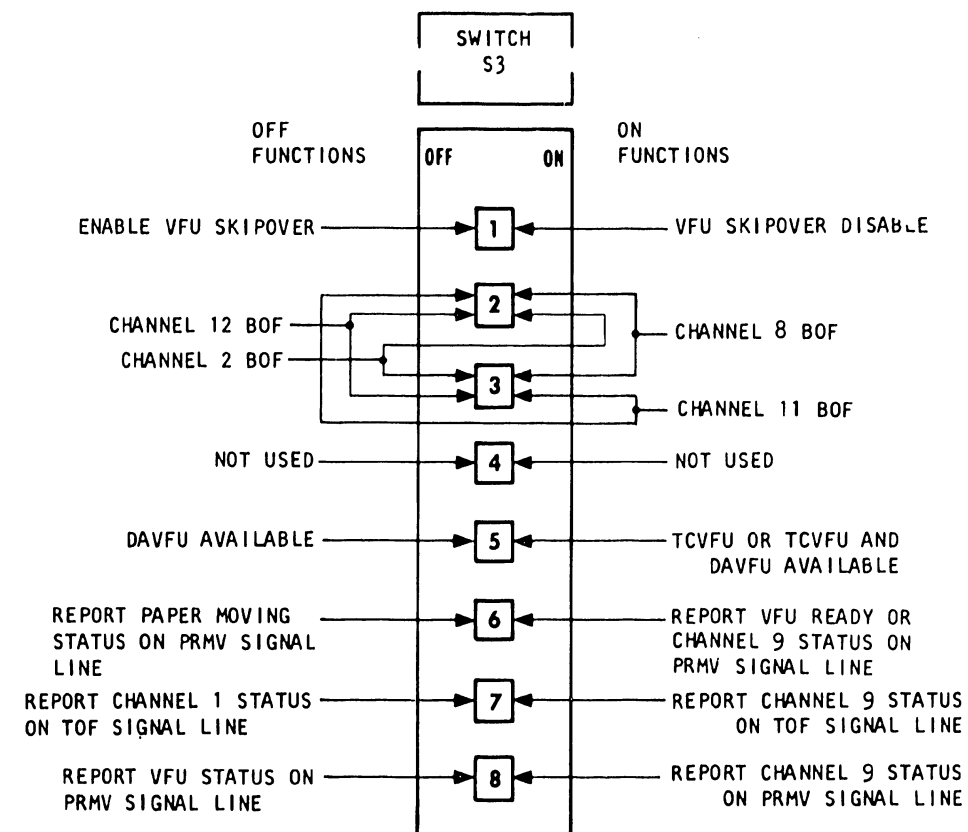 SWITCH
S3
OFF
FUNCTIONS
ON
FUNCTIONS
OFF
ON
ENABLE VFU SKIPOVER
1
VFU SKIPOVER DISABLE
2
CHANNEL 12 BOF
CHANNEL 8 BOF
CHANNEL 2 BOF
3
CHANNEL 11 BOF
NOT USED
4
NOT USED
DAVFU AVAILABLE
5
TCVFU OR TCVFU AND
DAVFU AVAILABLE
REPORT PAPER MOVING
STATUS ON PRMV SIGNAL
LINE
6
REPORT VFU READY OR
CHANNEL 9 STATUS ON
PRMV SIGNAL LINE
REPORT CHANNEL 1 STATUS
ON TOF SIGNAL LINE
7
REPORT CHANNEL 9 STATUS
ON TOF SIGNAL LINE
REPORT VFU STATUS ON
PRMV SIGNAL LINE
8
REPORT CHANNEL 9 STATUS
ON PRMV SIGNAL LINE